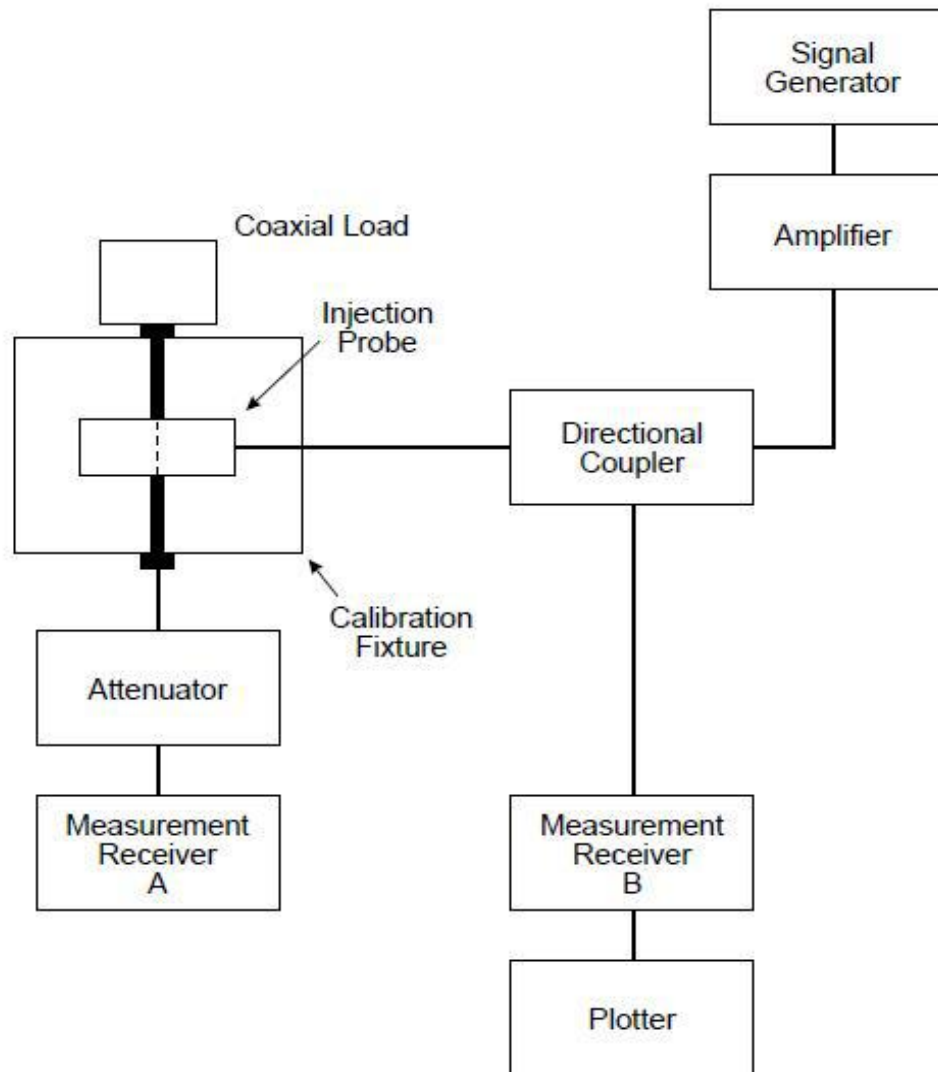 Signal
Generator
Amplifier
Coaxial Load
Injection
Probe
Directional
Coupler
Calibration
Fixture
Attenuator
Measurement
Receiver
A
Measurement
Receiver
B
Plotter